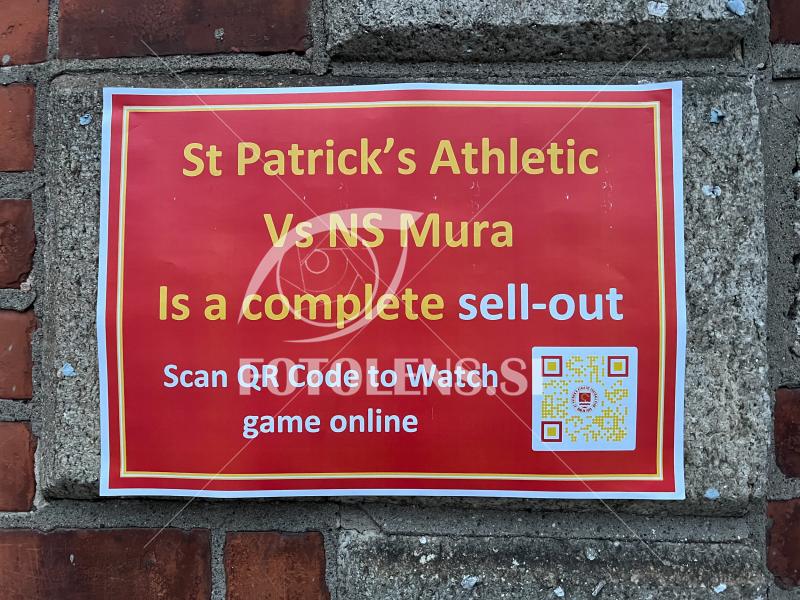 St Patrick's Athletic
Vs NS Mura
Is a complete sell-out
Scan QR Code to Watch
game online
FOTOLENS.SI